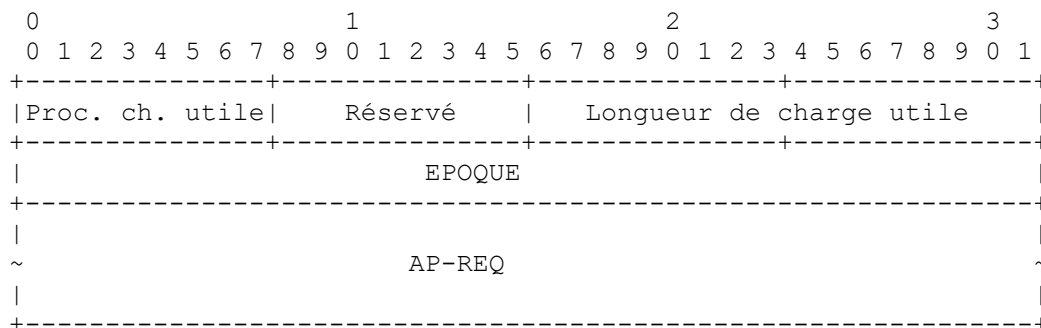 0 1 2 3
0 1 2 3 4 5 6 7 8 9 0 1 2 3 4 5 6 7 8 9 0 1 2 3 4 5 6 7 8 9 0 1
+---------------+---------------+---------------+---------------+
|Proc. ch. utile| Réservé | Longueur de charge utile |
+---------------+---------------+---------------+---------------+
| EPOQUE |
+---------------------------------------------------------------+
| |
~ AP-REQ ~
| |
+---------------------------------------------------------------+